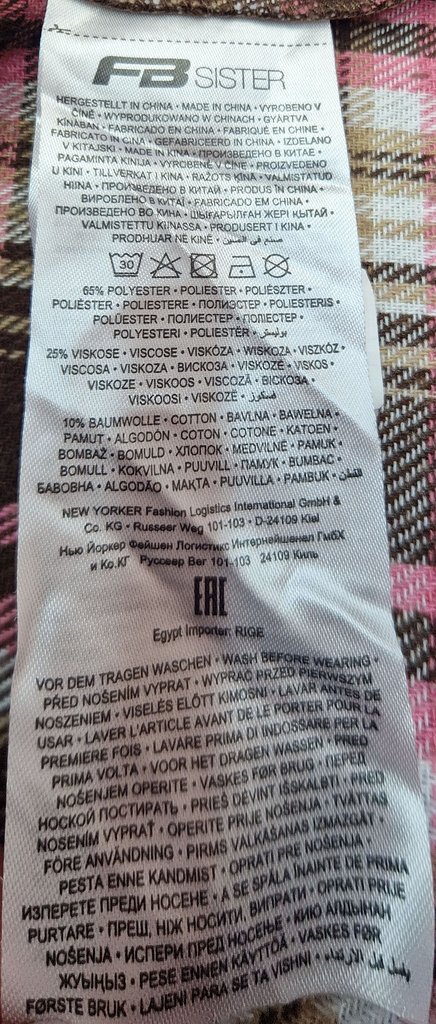 FB SISTER
HERGESTELLT IN CHINA • MADE IN CHINA • VYROBENO V
ČÍNĚ • WYPRODUKOWANO W CHINACH • GYÁRTVA
KÍNÁBAN • FABRICADO EN CHINA • FABRIQUÉ EN CHINE •
FABBRICATO IN CINA • GEFABRICEERD IN CHINA • IZDELANO
V KITAJSKI • MADE IN KINA • ПРОИЗВЕДЕНО В КИТАЕ •
PAGAMINTA KINIJA • VYROBENÉ V ČÍNE • PROIZVEDENO
U KINI • TILLVERKAT I KINA • RAŽOTS ĶĪNĀ • VALMISTATUD
HIINA • ПРОИЗВЕДЕНО В КИТАЙ • PRODUS ÎN CHINA •
ВИРОБЛЕНО В КИТАЇ • FABRICADO EM CHINA •
ПРОИЗВЕДЕНО ВО КИНА • ШЫҒАРЫЛҒАН ЖЕРІ ҚЫТАЙ •
VALMISTETTU KIINASSA • PRODUSERT I KINA •
PRODHUAR NË KINË • صنع في الصين
30
65% POLYESTER • POLIESTER • POLIÉSZTER •
POLIÉSTER • POLIESTERE • ПОЛИЭСТЕР • POLIESTERIS •
POLÜESTER • ПОЛИЕСТЕР • ПОЛІЕСТЕР •
POLYESTERI • POLIESTËR • بوليستر
25% VISKOSE • VISCOSE • VISKÓZA • WISKOZA • VISZKÓZ •
VISCOSA • VISKOZA • ВИСКОЗА • VISKOZĖ • VISKOS •
VISKOZE • VISKOOS • VISCOZĂ • ВІСКОЗА •
VISKOOSI • VISKOZË • فسكوز
10% BAUMWOLLE • COTTON • BAVLNA • BAWEŁNA •
PAMUT • ALGODÓN • COTON • COTONE • KATOEN •
BOMBAŽ • BOMULD • ХЛОПОК • MEDVILNĖ • PAMUK •
BOMULL • KOKVILNA • PUUVILL • ПАМУК • BUMBAC •
БАВОВНА • ALGODÃO • МАҚТА • PUUVILLA • PAMBUK • القطن
NEW YORKER Fashion Logistics International GmbH &
Co. KG • Russeer Weg 101-103 • D-24109 Kiel
Нью Йоркер Фейшен Логистикс Интернейшенал ГмбХ
и Ко.КГ Руссеер Вег 101-103 24109 Киль
EAC
Egypt Importer: RIGE
VOR DEM TRAGEN WASCHEN • WASH BEFORE WEARING •
PŘED NOŠENÍM VYPRAT • WYPRAĆ PRZED PIERWSZYM
NOSZENIEM • VISELÉS ELŐTT KIMOSNI • LAVAR ANTES DE
USAR • LAVER L'ARTICLE AVANT DE LE PORTER POUR LA
PREMIÈRE FOIS • LAVARE PRIMA DI INDOSSARE PER LA
PRIMA VOLTA • VOOR HET DRAGEN WASSEN • PRED
NOŠENJEM OPERITE • VASKES FØR BRUG • ПЕРЕД
НОСКОЙ ПОСТИРАТЬ • PRIEŠ DĖVINT IŠSKALBTI • PRED
NOSENÍM VYPRAŤ • OPERITE PRIJE NOŠENJA • TVÄTTAS
FÖRE ANVÄNDNING • PIRMS VALKĀŠANAS IZMAZGĀT •
PESTA ENNE KANDMIST • OPRATI PRE NOŠENJA •
ИЗПЕРЕТЕ ПРЕДИ НОСЕНЕ • A SE SPĂLA ÎNAINTE DE PRIMA
PURTARE • ПРЕШ, НІЖ НОСИТИ, ВИПРАТИ • OPRATI PRIJE
NOŠENJA • ИСПЕРИ ПРЕД НОСЕЊЕ • КИЮ АЛДЫНАН
ЖУЫҢЫЗ • PESE ENNEN KÄYTTÖÄ • VASKES FØR
FØRSTE BRUK • LAJENI PARA SE TA VISHNI • يغسل قبل الارتداء